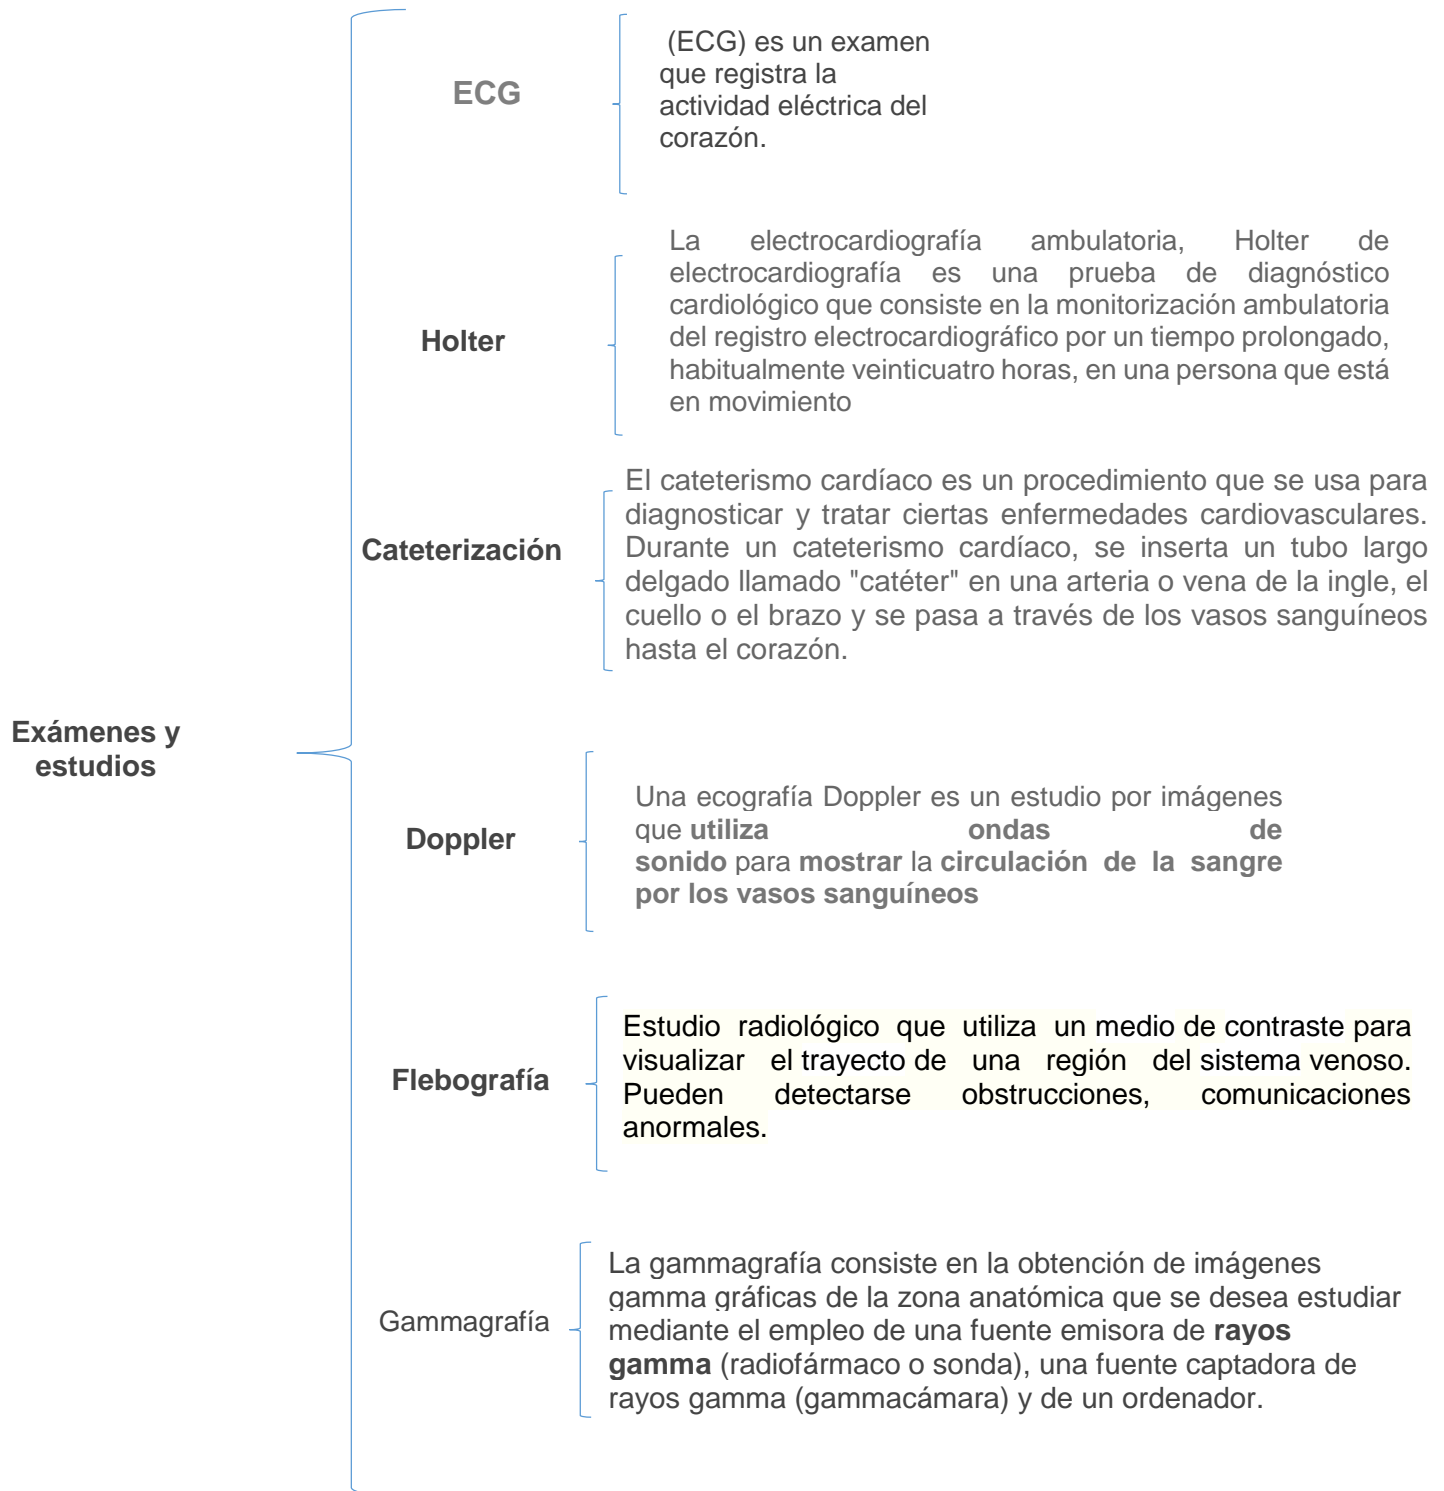 ECG
(ECG) es un examen
que registra la
actividad eléctrica del
corazón.
Holter
La electrocardiografía ambulatoria, Holter de
electrocardiografía es una prueba de diagnóstico
cardiológico que consiste en la monitorización ambulatoria
del registro electrocardiográfico por un tiempo prolongado,
habitualmente veinticuatro horas, en una persona que está
en movimiento
Cateterización
El cateterismo cardíaco es un procedimiento que se usa para
diagnosticar y tratar ciertas enfermedades cardiovasculares.
Durante un cateterismo cardíaco, se inserta un tubo largo
delgado llamado "catéter" en una arteria o vena de la ingle, el
cuello o el brazo y se pasa a través de los vasos sanguíneos
hasta el corazón.
Exámenes y
estudios
Doppler
Una ecografía Doppler es un estudio por imágenes
que utiliza ondas de
sonido para mostrar la circulación de la sangre
por los vasos sanguíneos
Flebografía
Estudio radiológico que utiliza un medio de contraste para
visualizar el trayecto de una región del sistema venoso.
Pueden detectarse obstrucciones, comunicaciones
anormales.
Gammagrafía
La gammagrafía consiste en la obtención de imágenes
gamma gráficas de la zona anatómica que se desea estudiar
mediante el empleo de una fuente emisora de rayos
gamma (radiofármaco o sonda), una fuente captadora de
rayos gamma (gammacámara) y de un ordenador.